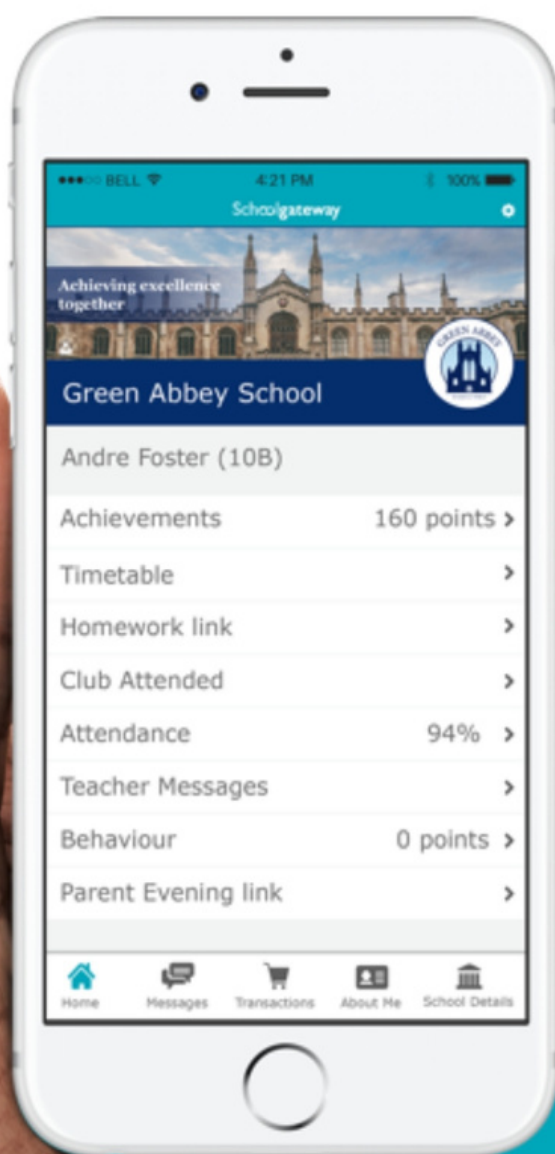 BELL
4:21 PM
100%
Schoolgateway
Achieving excellence
together
GREEN ABBEY
Green Abbey School
Andre Foster (10B)
Achievements 160 points
Timetable
Homework link
Club Attended
Attendance 94%
Teacher Messages
Behaviour 0 points
Parent Evening link
Home Messages Transactions About Me School Details